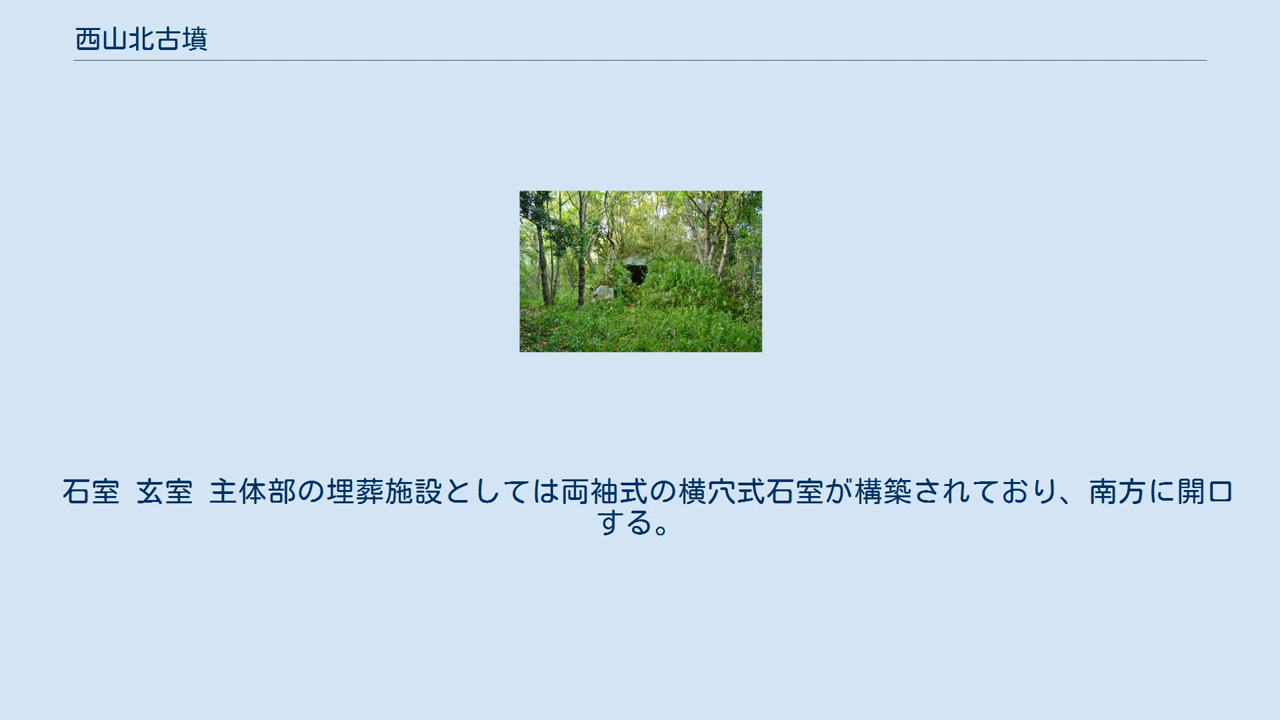 西山北古墳
石室 玄室 主体部の埋葬施設としては両袖式の横穴式石室が構築されており、南方に開口
する。